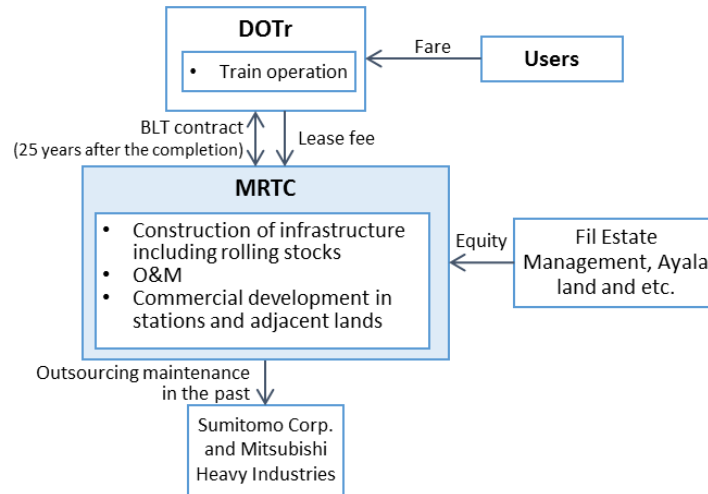 DOTr
• Train operation
Fare
Users
BLT contract
(25 years after the completion)
Lease fee
MRTC
• Construction of infrastructure
including rolling stocks
• O&M
• Commercial development in
stations and adjacent lands
Equity
Fil Estate
Management, Ayala
land and etc.
Outsourcing maintenance
in the past
Sumitomo Corp.
and Mitsubishi
Heavy Industries